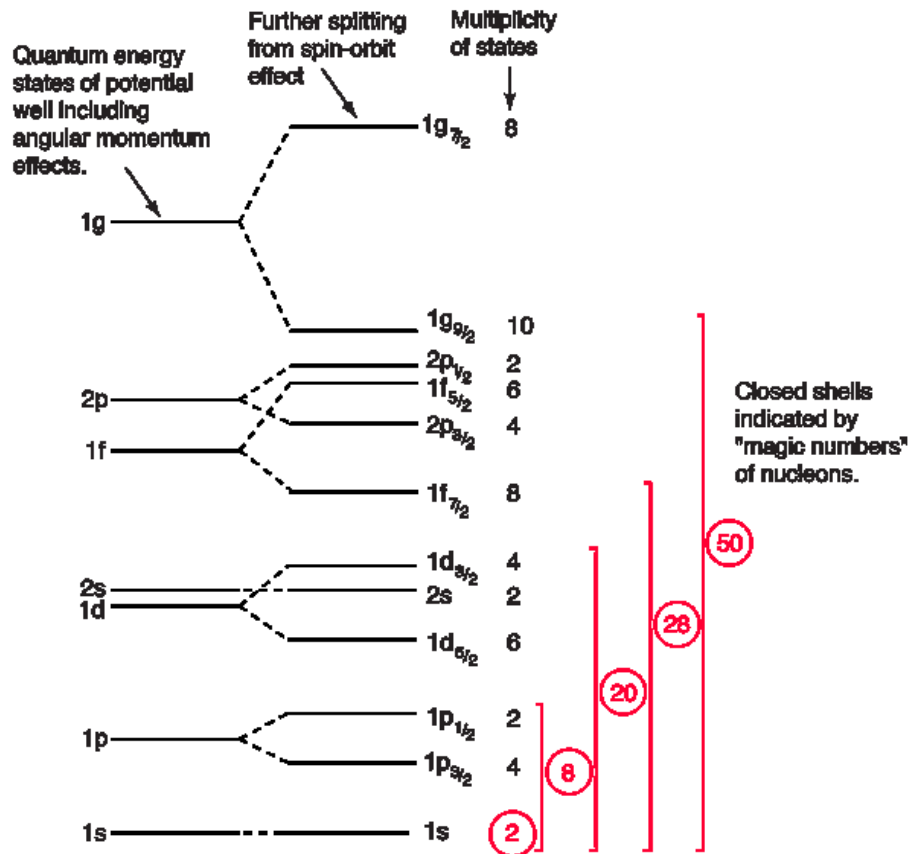 Quantum energy
states of potential
well including
angular momentum
effects.
Further splitting
from spin-orbit
effect
Multiplicity
of states
1g
1g7/2 8
1g9/2 10
2p
2p1/2 2
1f5/2 6
2p3/2 4
1f
1f7/2 8
Closed shells
indicated by
"magic numbers"
of nucleons.
50
28
20
8
2
2s
1d
1d3/2 4
2s 2
1d5/2 6
1p
1p1/2 2
1p3/2 4
1s
1s